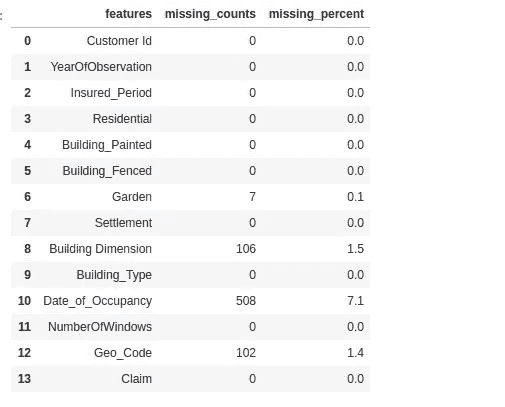 :
features missing_counts missing_percent
0 Customer Id 0 0.0
1 YearOfObservation 0 0.0
2 Insured_Period 0 0.0
3 Residential 0 0.0
4 Building_Painted 0 0.0
5 Building_Fenced 0 0.0
6 Garden 7 0.1
7 Settlement 0 0.0
8 Building Dimension 106 1.5
9 Building_Type 0 0.0
10 Date_of_Occupancy 508 7.1
11 NumberOfWindows 0 0.0
12 Geo_Code 102 1.4
13 Claim 0 0.0